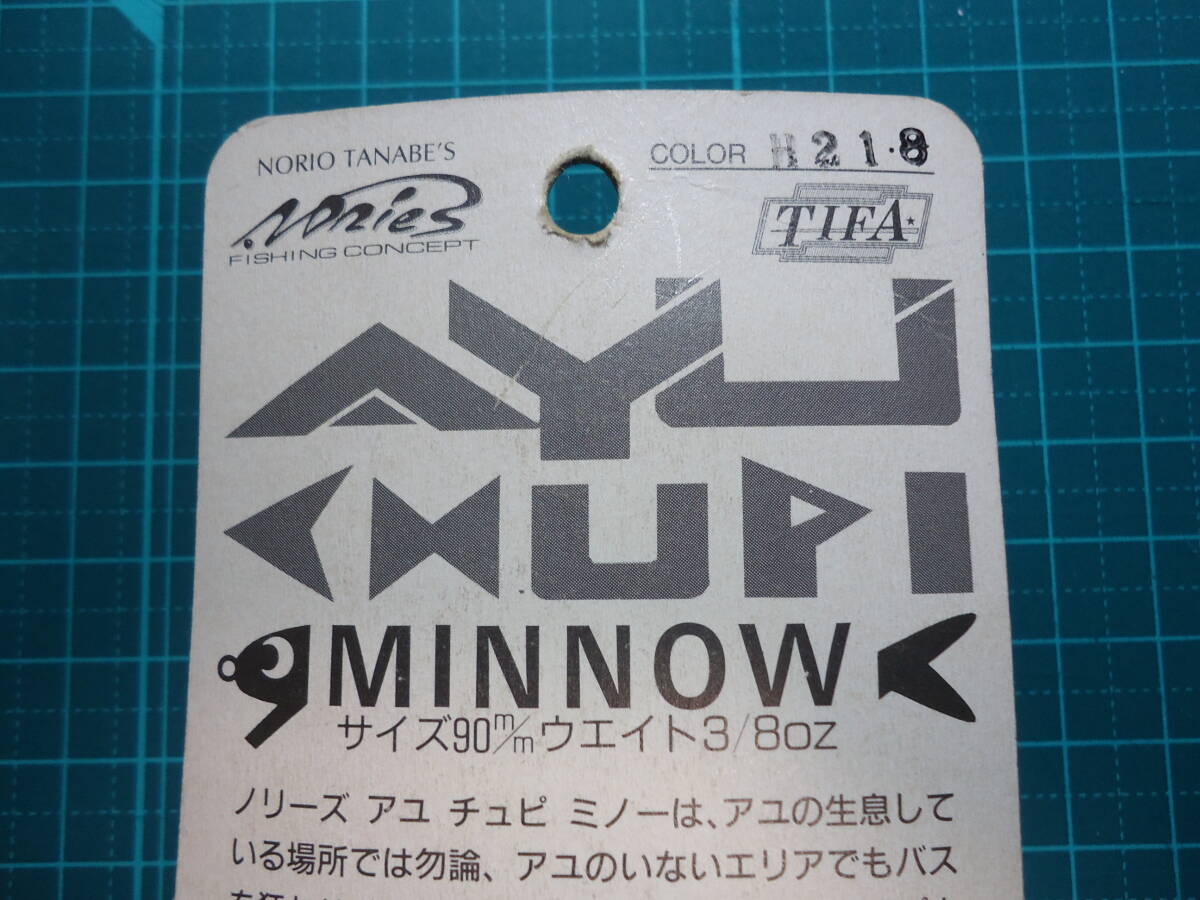 NORIO TANABE'S
Nories
FISHING CONCEPT
COLOR H21·8
TIFA
AYU
CHUPI
MINNOW
サイズ90m/mウエイト3/8oz
ノリーズ アユ チュピ ミノーは、アユの生息して
いる場所では勿論、アユのいないエリアでもバス